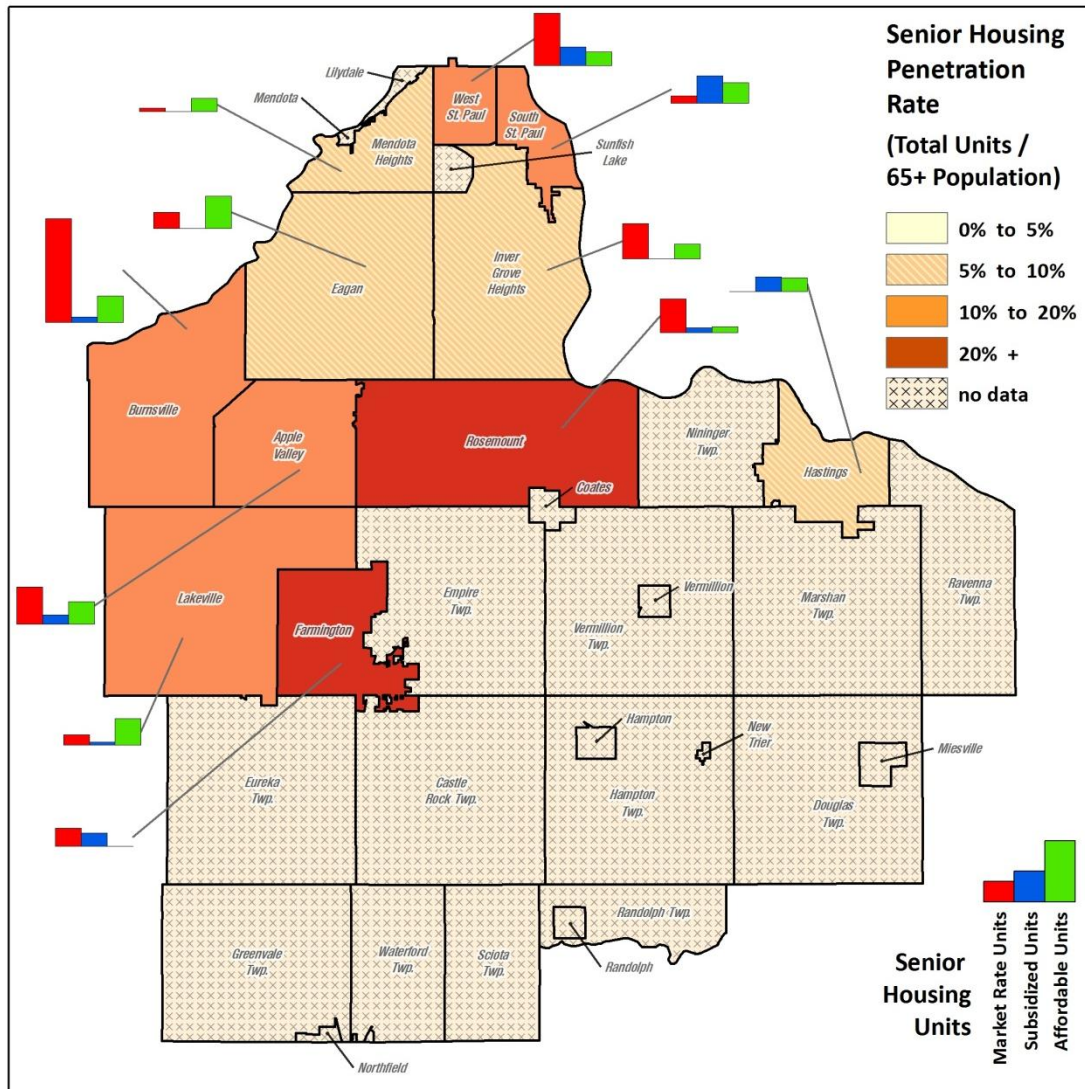 Senior Housing
Penetration
Rate
(Total Units /
65+ Population)
0% to 5%
5% to 10%
10% to 20%
20% +
no data
Lilydale
Mendota
West
St. Paul
South
St. Paul
Mendota
Heights
Sunfish
Lake
Eagan
Inver
Grove
Heights
Burnsville
Apple
Valley
Rosemount
Nininger
Twp.
Hastings
Coates
Lakeville
Farmington
Empire
Twp.
Vermillion
Vermillion
Twp.
Marshan
Twp.
Ravenna
Twp.
Eureka
Twp.
Castle
Rock Twp.
Hampton
Hampton
Twp.
New
Trier
Miesville
Douglas
Twp.
Greenvale
Twp.
Waterford
Twp.
Sciota
Twp.
Randolph Twp.
Randolph
Northfield
Senior
Housing
Units
Market Rate Units
Subsidized Units
Affordable Units